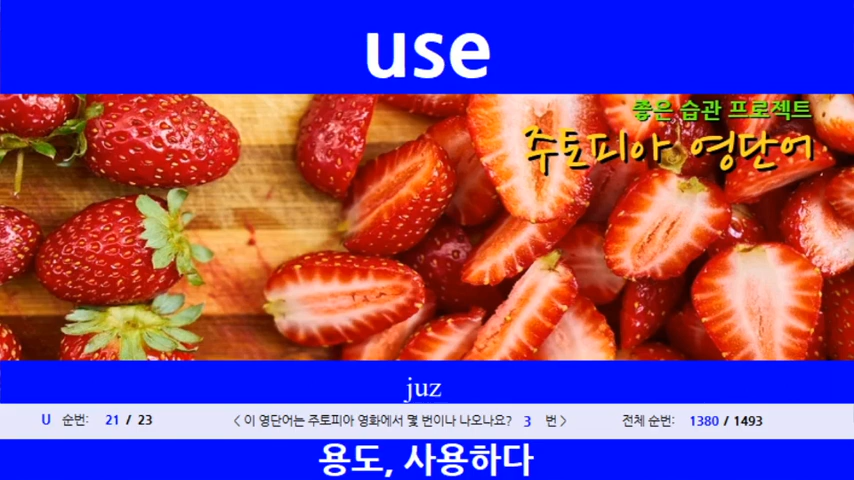 use
좋은 습관 프로젝트
주토피아 영단어
juz
U 순번: 21 / 23 < 이 영단어는 주토피아 영화에서 몇 번이나 나오나요? 3 번 > 전체 순번: 1380 / 1493
용도, 사용하다